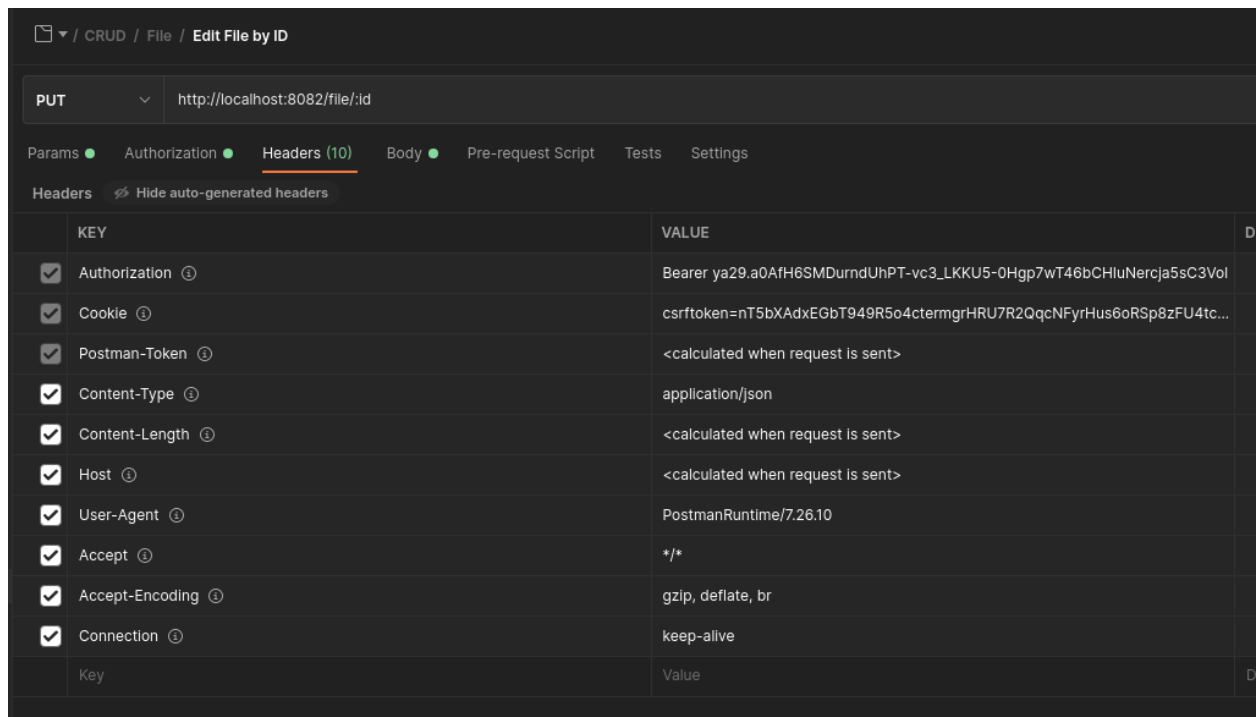 / CRUD / File / Edit File by ID
PUT http://localhost:8082/file/:id
Params Authorization Headers (10) Body Pre-request Script Tests Settings
Headers Hide auto-generated headers
KEY VALUE D
Authorization Bearer ya29.a0AfH6SMDurndUhPT-vc3_LKKU5-0Hgp7wT46bCHluNercja5sC3Vol
Cookie csrftoken=nT5bXAdxEGbT949R5o4ctermgrHRU7R2QqcNFyrHus6oRSp8zFU4tc...
Postman-Token <calculated when request is sent>
Content-Type application/json
Content-Length <calculated when request is sent>
Host <calculated when request is sent>
User-Agent PostmanRuntime/7.26.10
Accept */*
Accept-Encoding gzip, deflate, br
Connection keep-alive
Key Value D